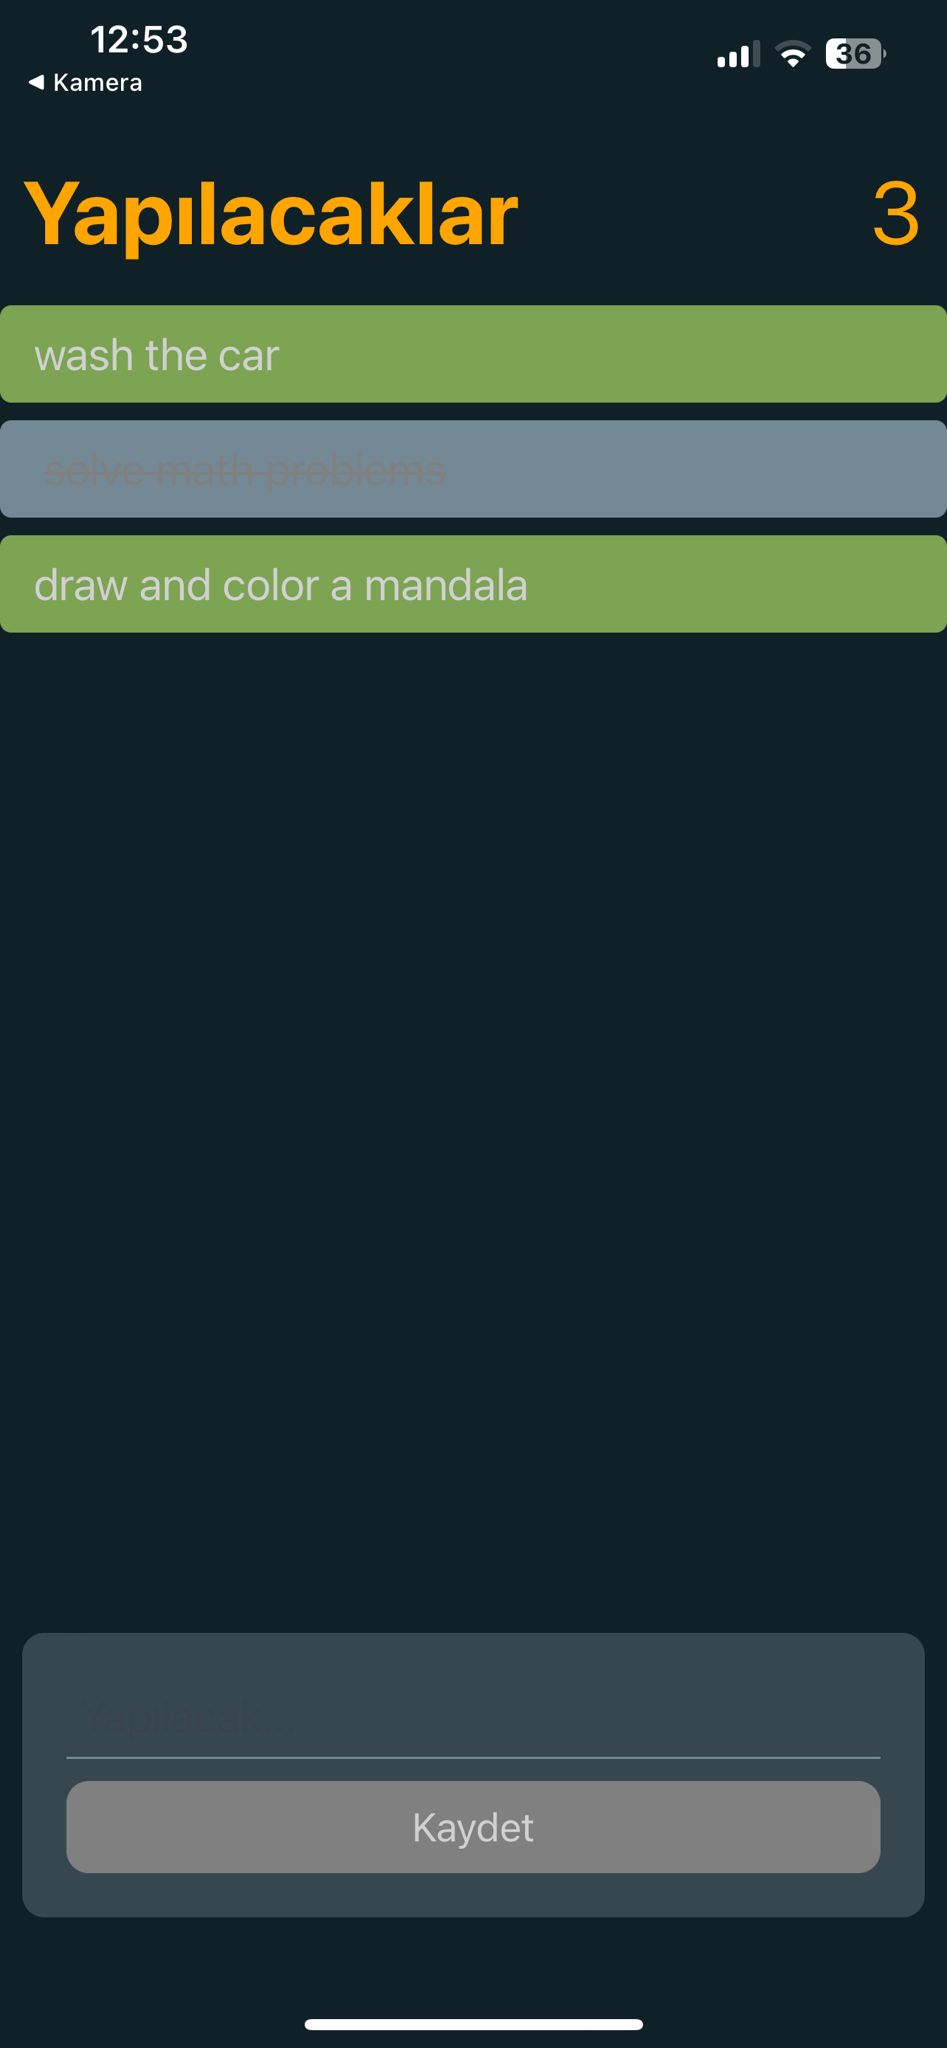 12:53
36
◀ Kamera
Yapılacaklar 3
wash the car
solve math problems
draw and color a mandala
Yapılacak...
Kaydet